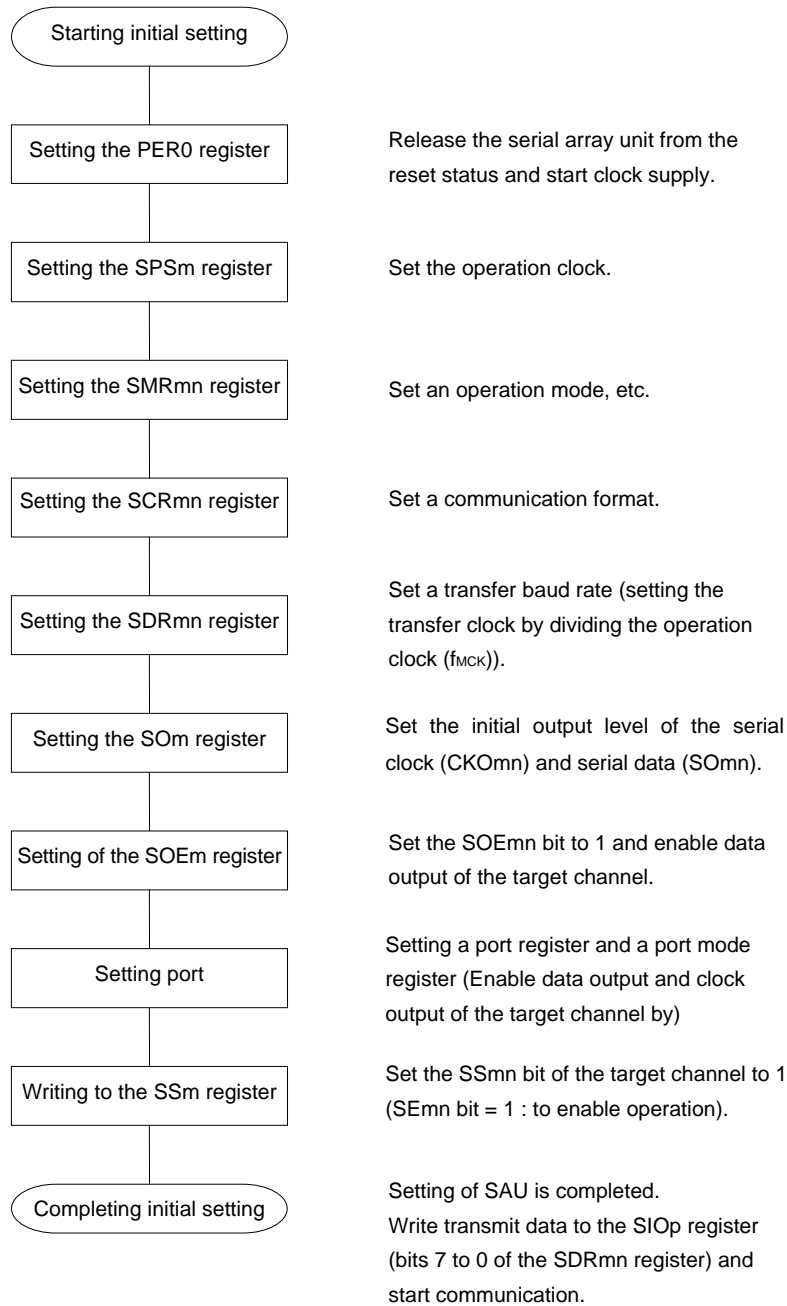 Starting initial setting
Setting the PER0 register
Release the serial array unit from the
reset status and start clock supply.
Setting the SPSm register
Set the operation clock.
Setting the SMRmn register
Set an operation mode, etc.
Setting the SCRmn register
Set a communication format.
Setting the SDRmn register
Set a transfer baud rate (setting the
transfer clock by dividing the operation
clock (fMCK)).
Setting the SOm register
Set the initial output level of the serial
clock (CKOmn) and serial data (SOmn).
Setting of the SOEm register
Set the SOEmn bit to 1 and enable data
output of the target channel.
Setting port
Setting a port register and a port mode
register (Enable data output and clock
output of the target channel by)
Writing to the SSm register
Set the SSmn bit of the target channel to 1
(SEmn bit = 1 : to enable operation).
Completing initial setting
Setting of SAU is completed.
Write transmit data to the SIOp register
(bits 7 to 0 of the SDRmn register) and
start communication.